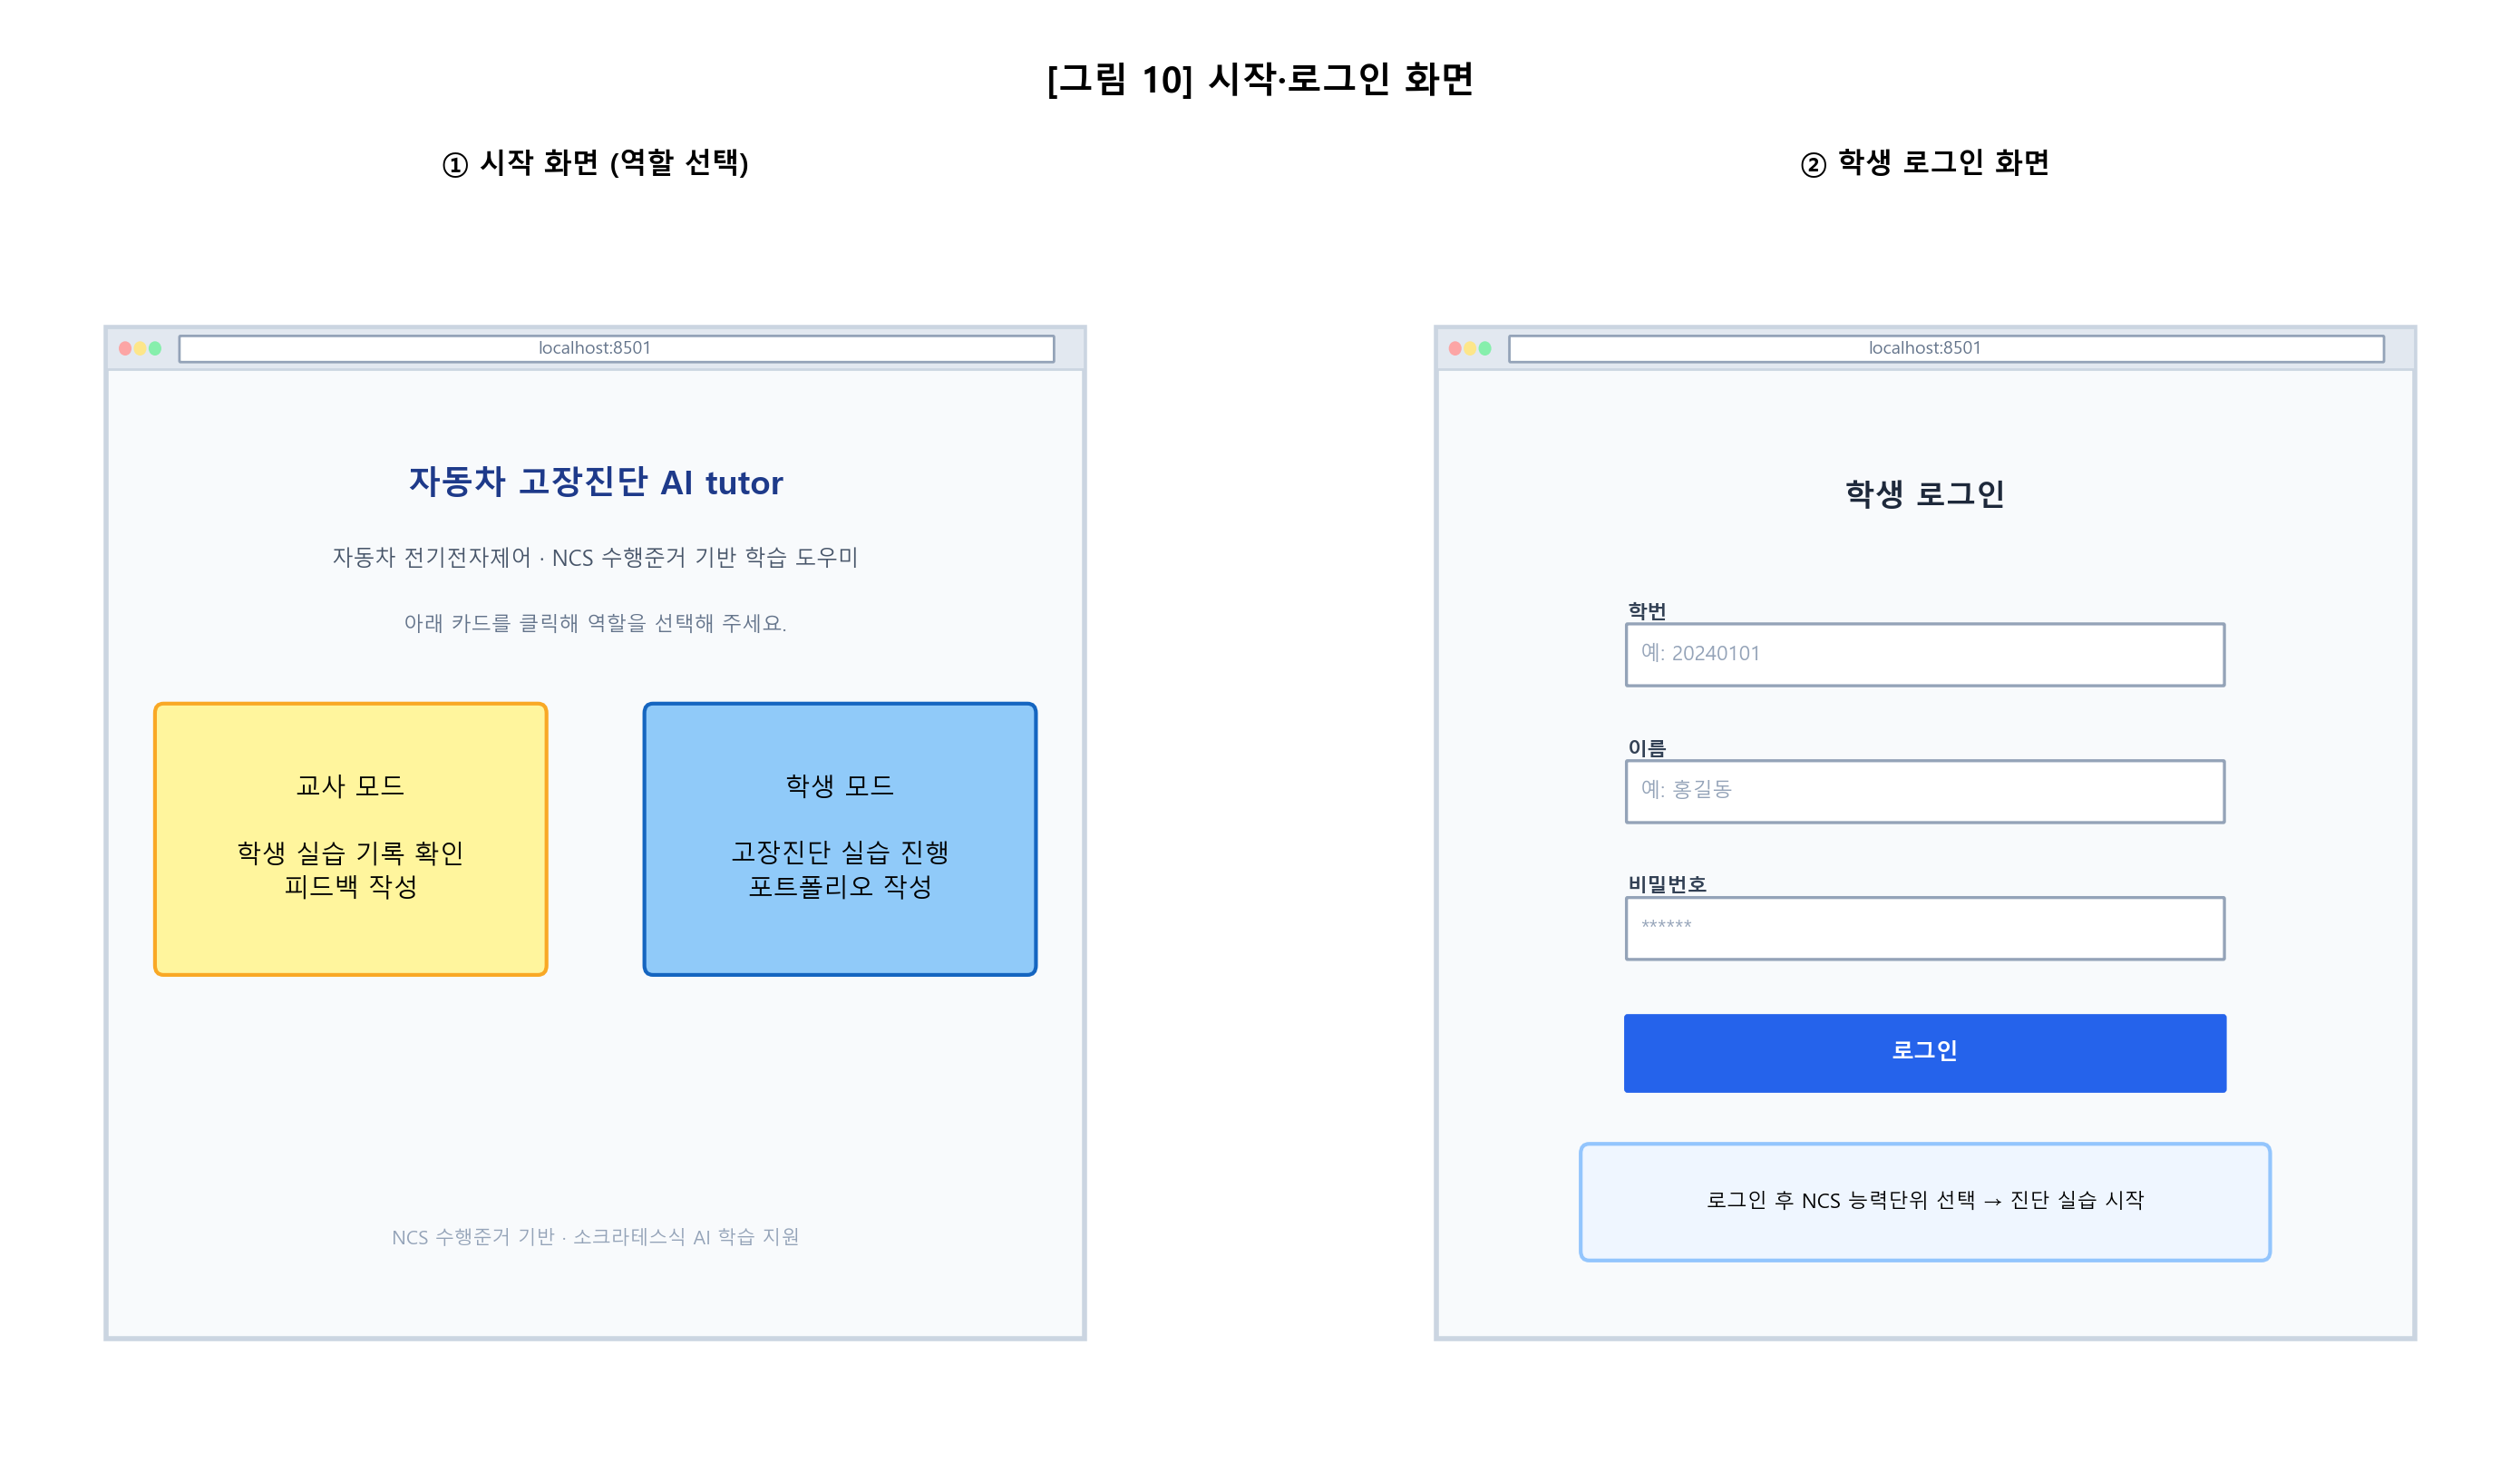 [그림 10] 시작·로그인 화면
① 시작 화면 (역할 선택)
localhost:8501
자동차 고장진단 AI tutor
자동차 전기전자제어 · NCS 수행준거 기반 학습 도우미
아래 카드를 클릭해 역할을 선택해 주세요.
교사 모드
학생 실습 기록 확인
피드백 작성
학생 모드
고장진단 실습 진행
포트폴리오 작성
NCS 수행준거 기반 · 소크라테스식 AI 학습 지원
② 학생 로그인 화면
localhost:8501
학생 로그인
학번
예: 20240101
이름
예: 홍길동
비밀번호
******
로그인
로그인 후 NCS 능력단위 선택 → 진단 실습 시작